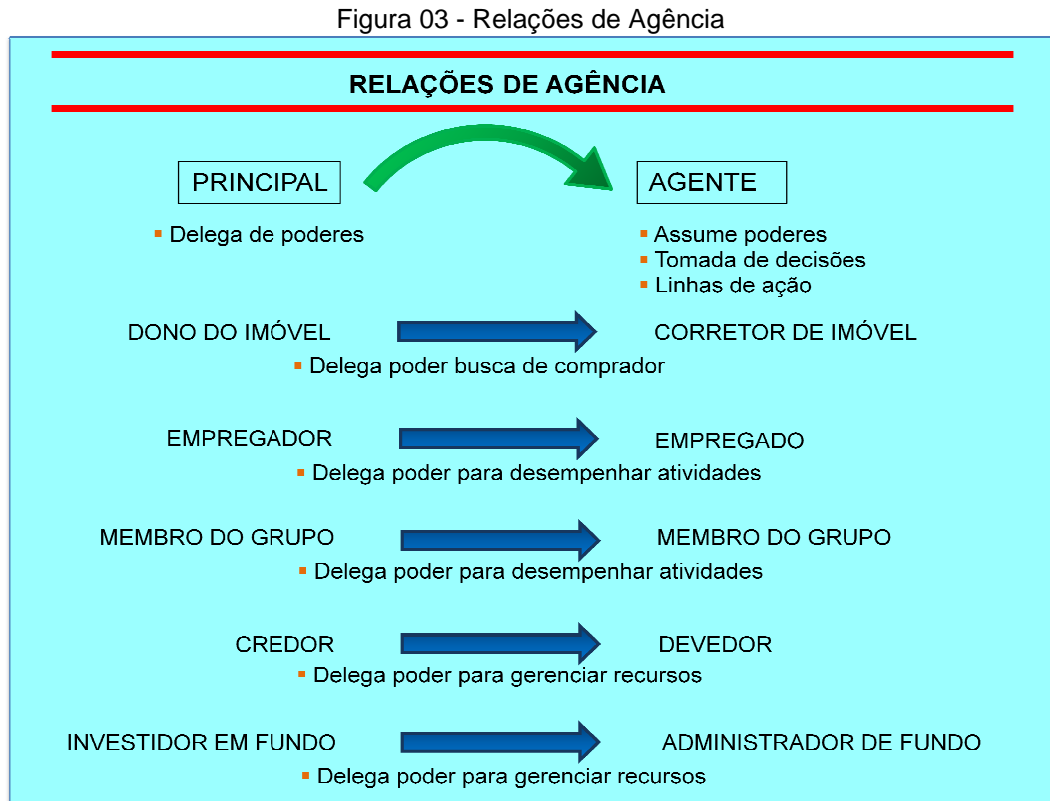 Figura 03 - Relações de Agência
RELAÇÕES DE AGÊNCIA
PRINCIPAL
AGENTE
▪ Delega de poderes
▪ Assume poderes
▪ Tomada de decisões
▪ Linhas de ação
DONO DO IMÓVEL
CORRETOR DE IMÓVEL
▪ Delega poder busca de comprador
EMPREGADOR
EMPREGADO
▪ Delega poder para desempenhar atividades
MEMBRO DO GRUPO
MEMBRO DO GRUPO
▪ Delega poder para desempenhar atividades
CREDOR
DEVEDOR
▪ Delega poder para gerenciar recursos
INVESTIDOR EM FUNDO
ADMINISTRADOR DE FUNDO
▪ Delega poder para gerenciar recursos